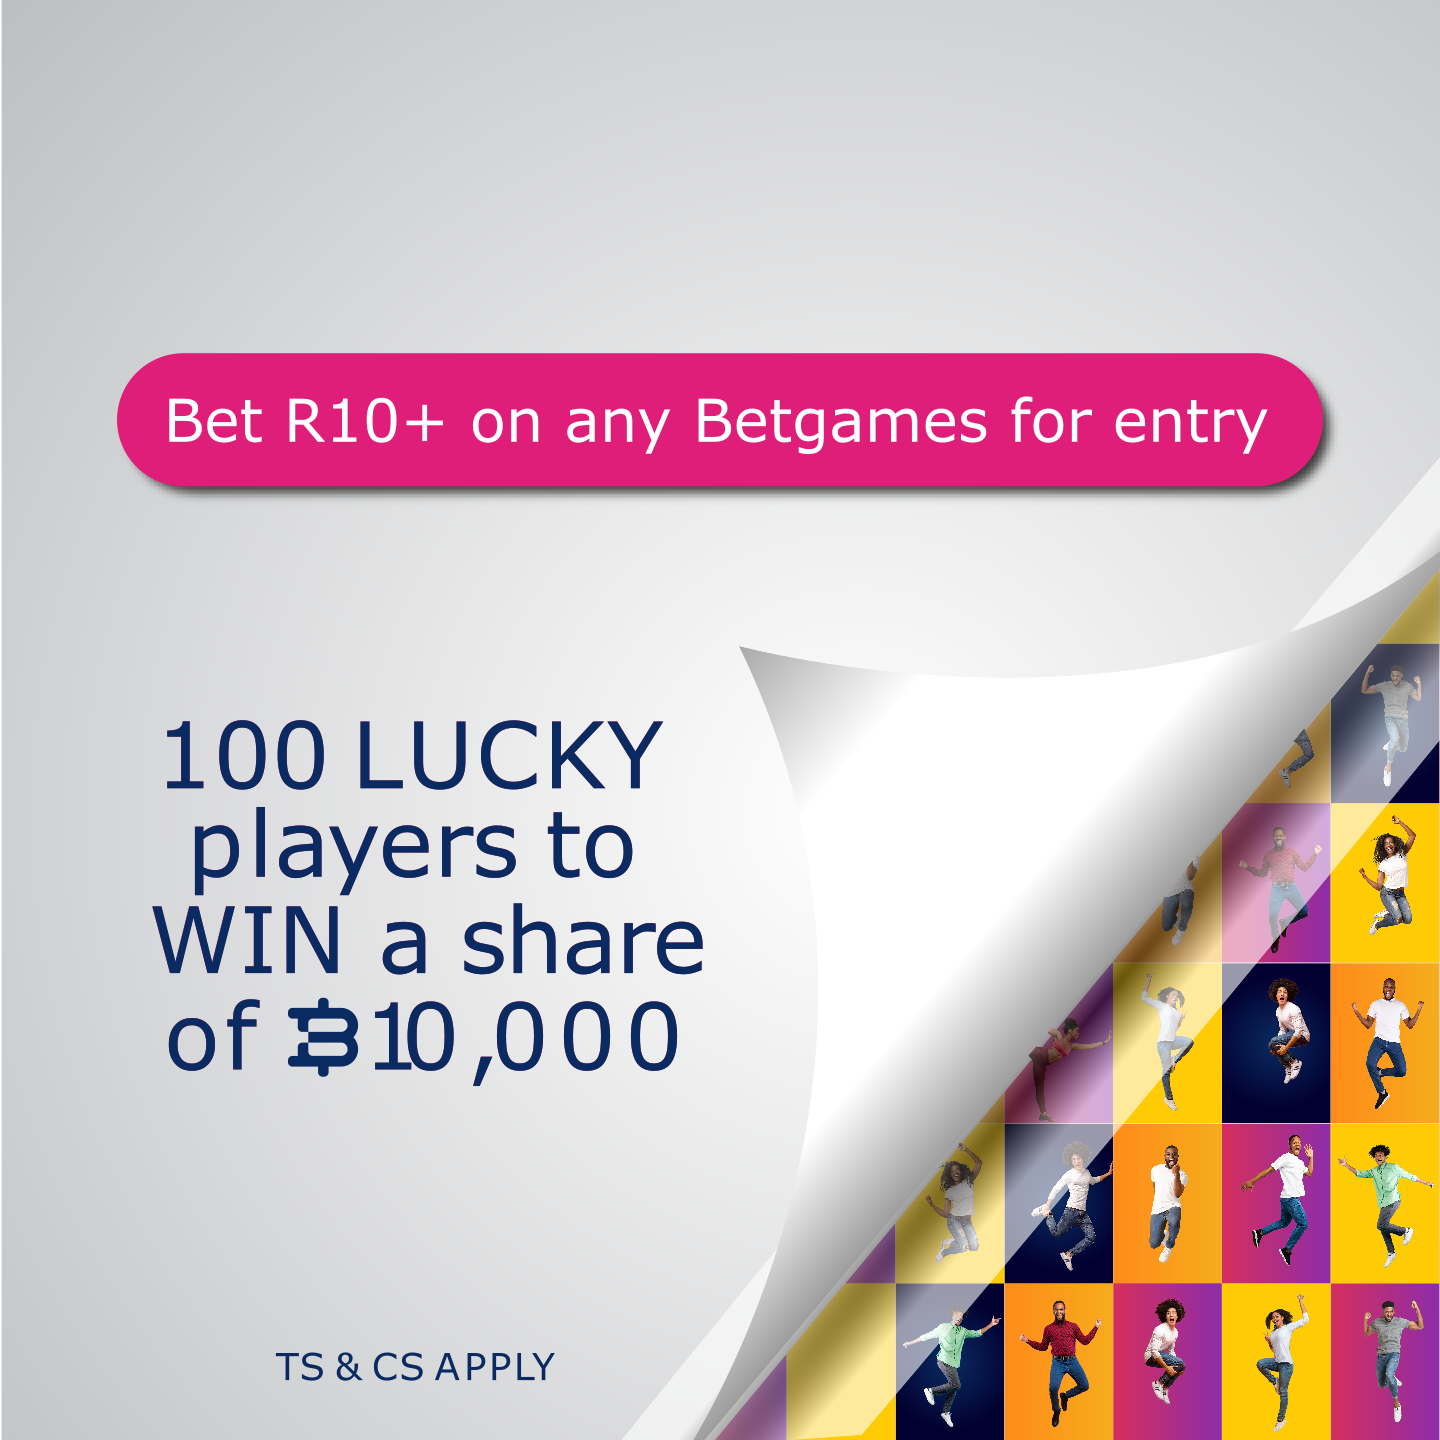 Bet R10+ on any Betgames for entry
100 LUCKY
players to
WIN a share
of ₿10,000
TS & CS APPLY